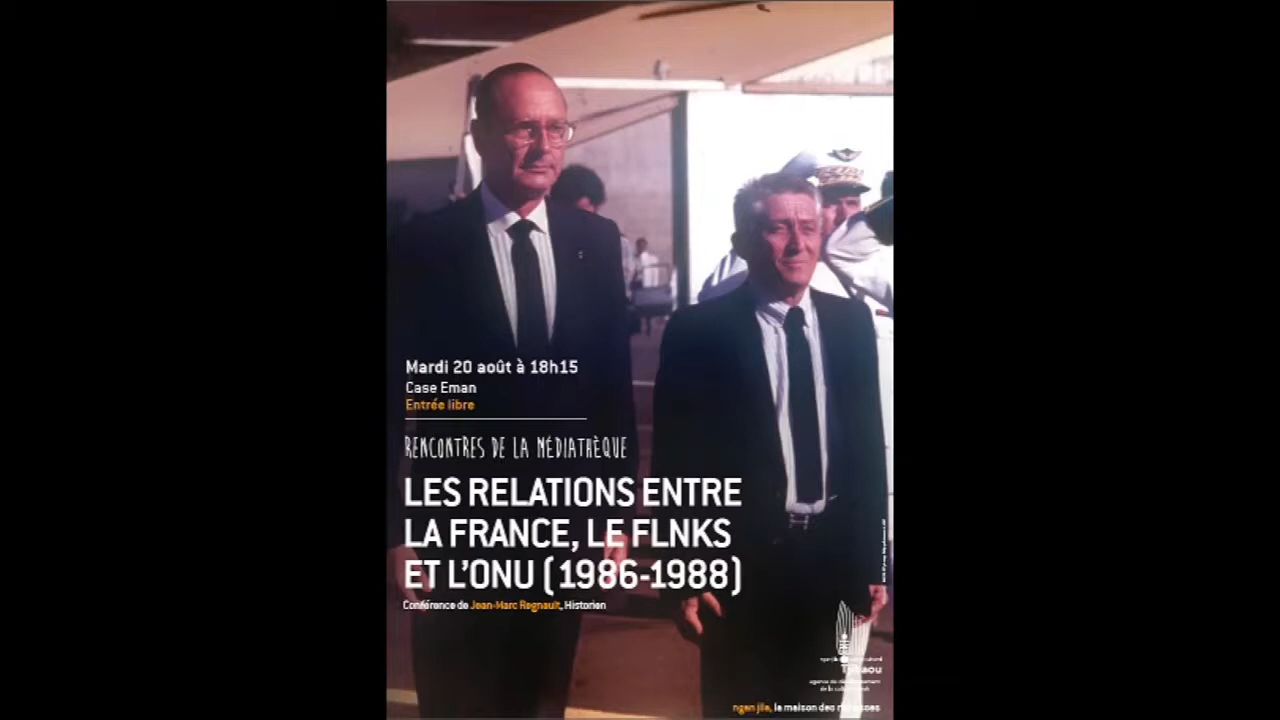 Mardi 20 août à 18h15
Case Eman
Entrée libre
RENCONTRES DE LA MÉDIATHÈQUE
LES RELATIONS ENTRE
LA FRANCE, LE FLNKS
ET L'ONU (1986-1988)
Conférence de Jean-Marc Regnault, Historien
ngan jila, la maison des